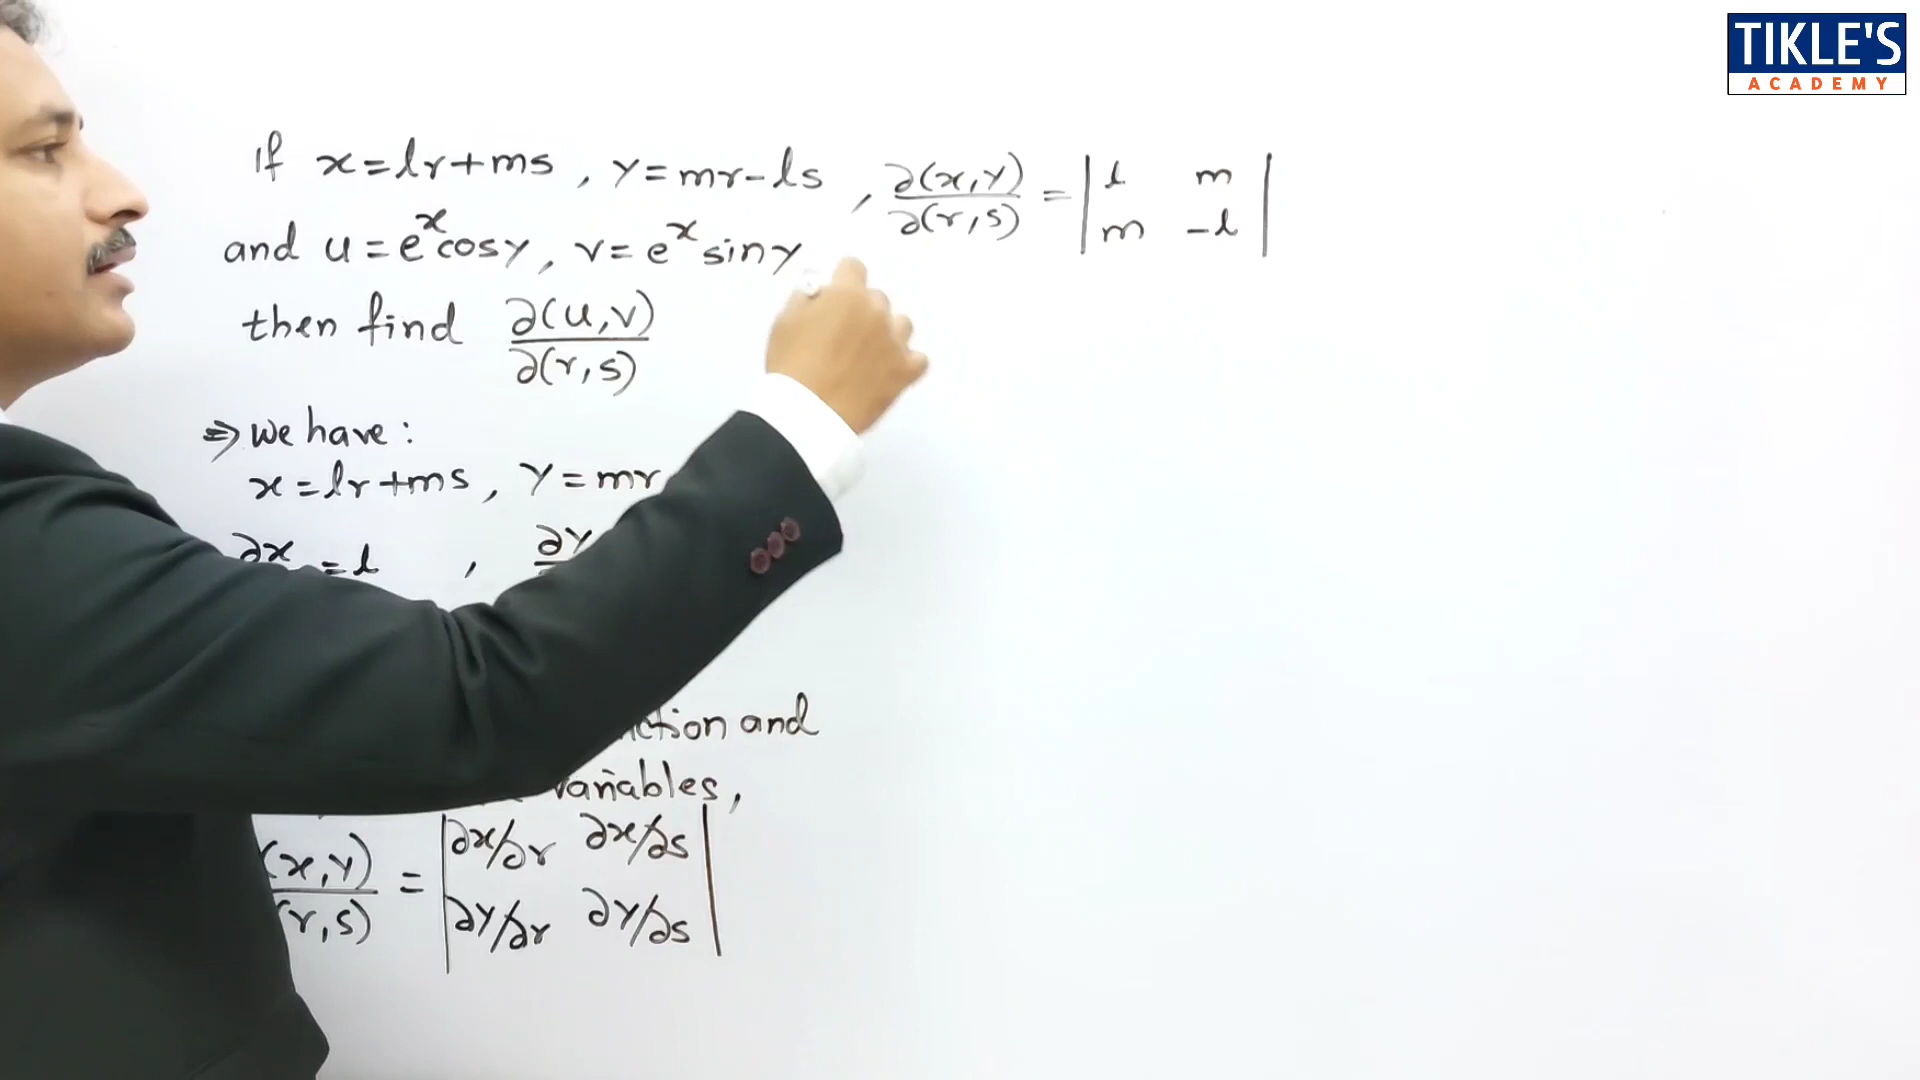 TIKLE'S
ACADEMY
If x=lr+ms, y=mr-ls
and u=e^x cosy, v=e^x siny
then find ∂(u,v)/∂(r,s)
⇒ we have:
x=lr+ms, y=mr
∂x =l, ∂y
and
variables,
(x,y)/(r,s) = |∂x/∂r ∂x/∂s|
|∂y/∂r ∂y/∂s|
, ∂(x,y)/∂(r,s) = |l m|
|m -l|